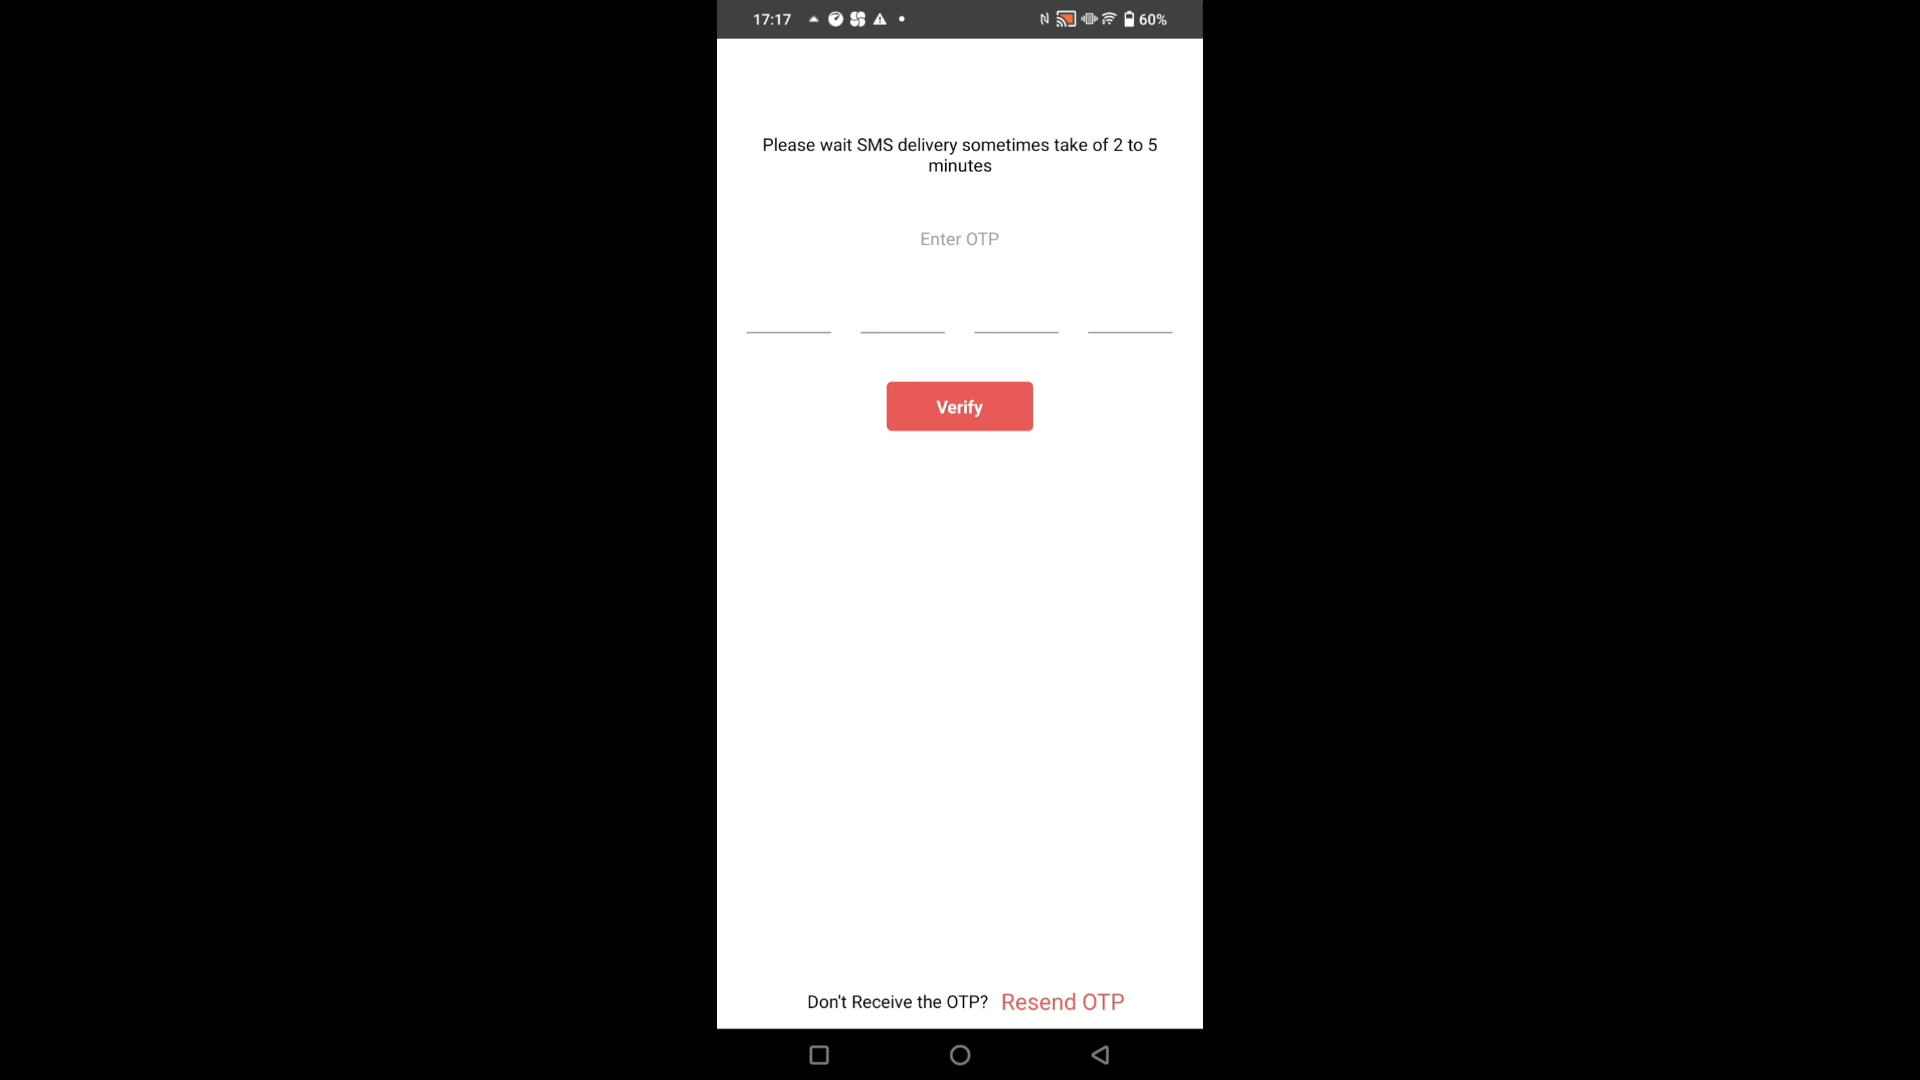 17:17
60%
Please wait SMS delivery sometimes take of 2 to 5
minutes
Enter OTP
Verify
Don't Receive the OTP? Resend OTP